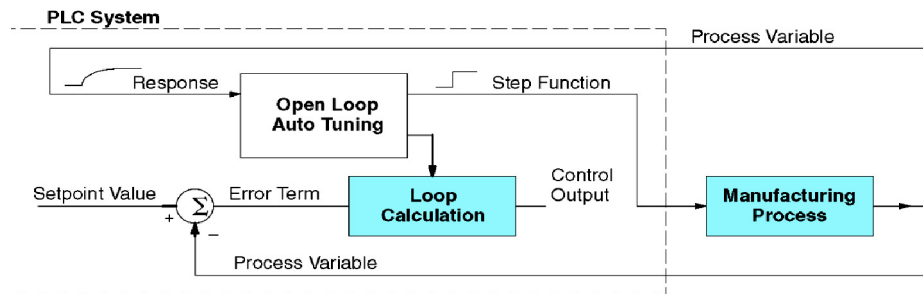 PLC System
Process Variable
Response
Step Function
Open Loop
Auto Tuning
Setpoint Value
+
Σ
−
Error Term
Loop
Calculation
Control
Output
Manufacturing
Process
Process Variable